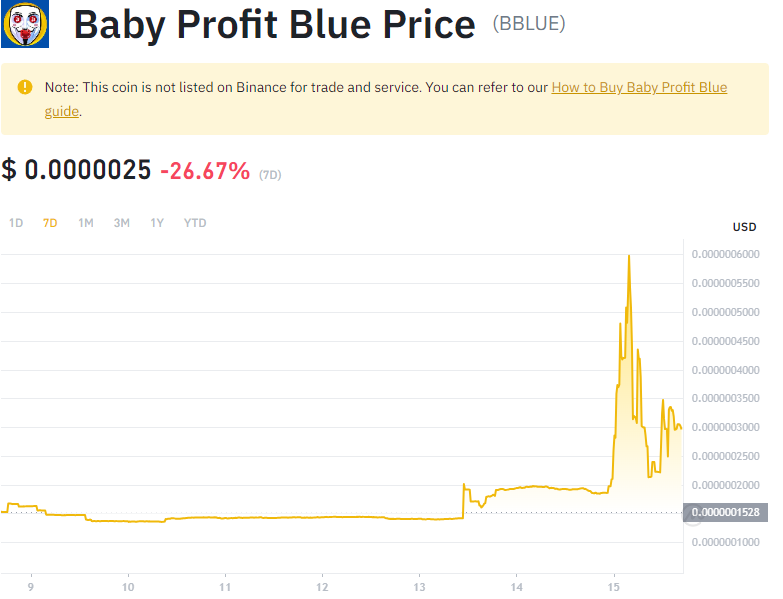 Baby Profit Blue Price (BBLUE)
Note: This coin is not listed on Binance for trade and service. You can refer to our How to Buy Baby Profit Blue
guide.
$ 0.0000025 -26.67% (7D)
1D 7D 1M 3M 1Y YTD
USD
0.0000006000
0.0000005500
0.0000005000
0.0000004500
0.0000004000
0.0000003500
0.0000003000
0.0000002500
0.0000002000
0.0000001528
0.0000001000
9 10 11 12 13 14 15